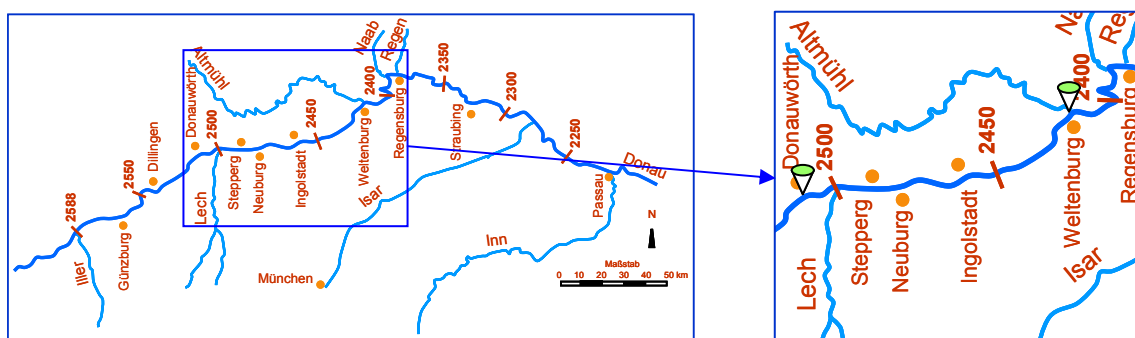 Altmühl
Naab
Regen
2350
2400
2300
Donauwörth
2500
2450
Regensburg
Straubing
Weltenburg
2250
Dillingen
2550
Stepperg
Neuburg
Ingolstadt
Donau
Passau
2588
Lech
Isar
Günzburg
Iller
Inn
N
München
Maßstab
0 10 20 30 40 50 km
Altmühl
Na
Re
2400
Donauwörth
2500
2450
Regensburg
Weltenburg
Stepperg
Neuburg
Ingolstadt
Lech
Isar